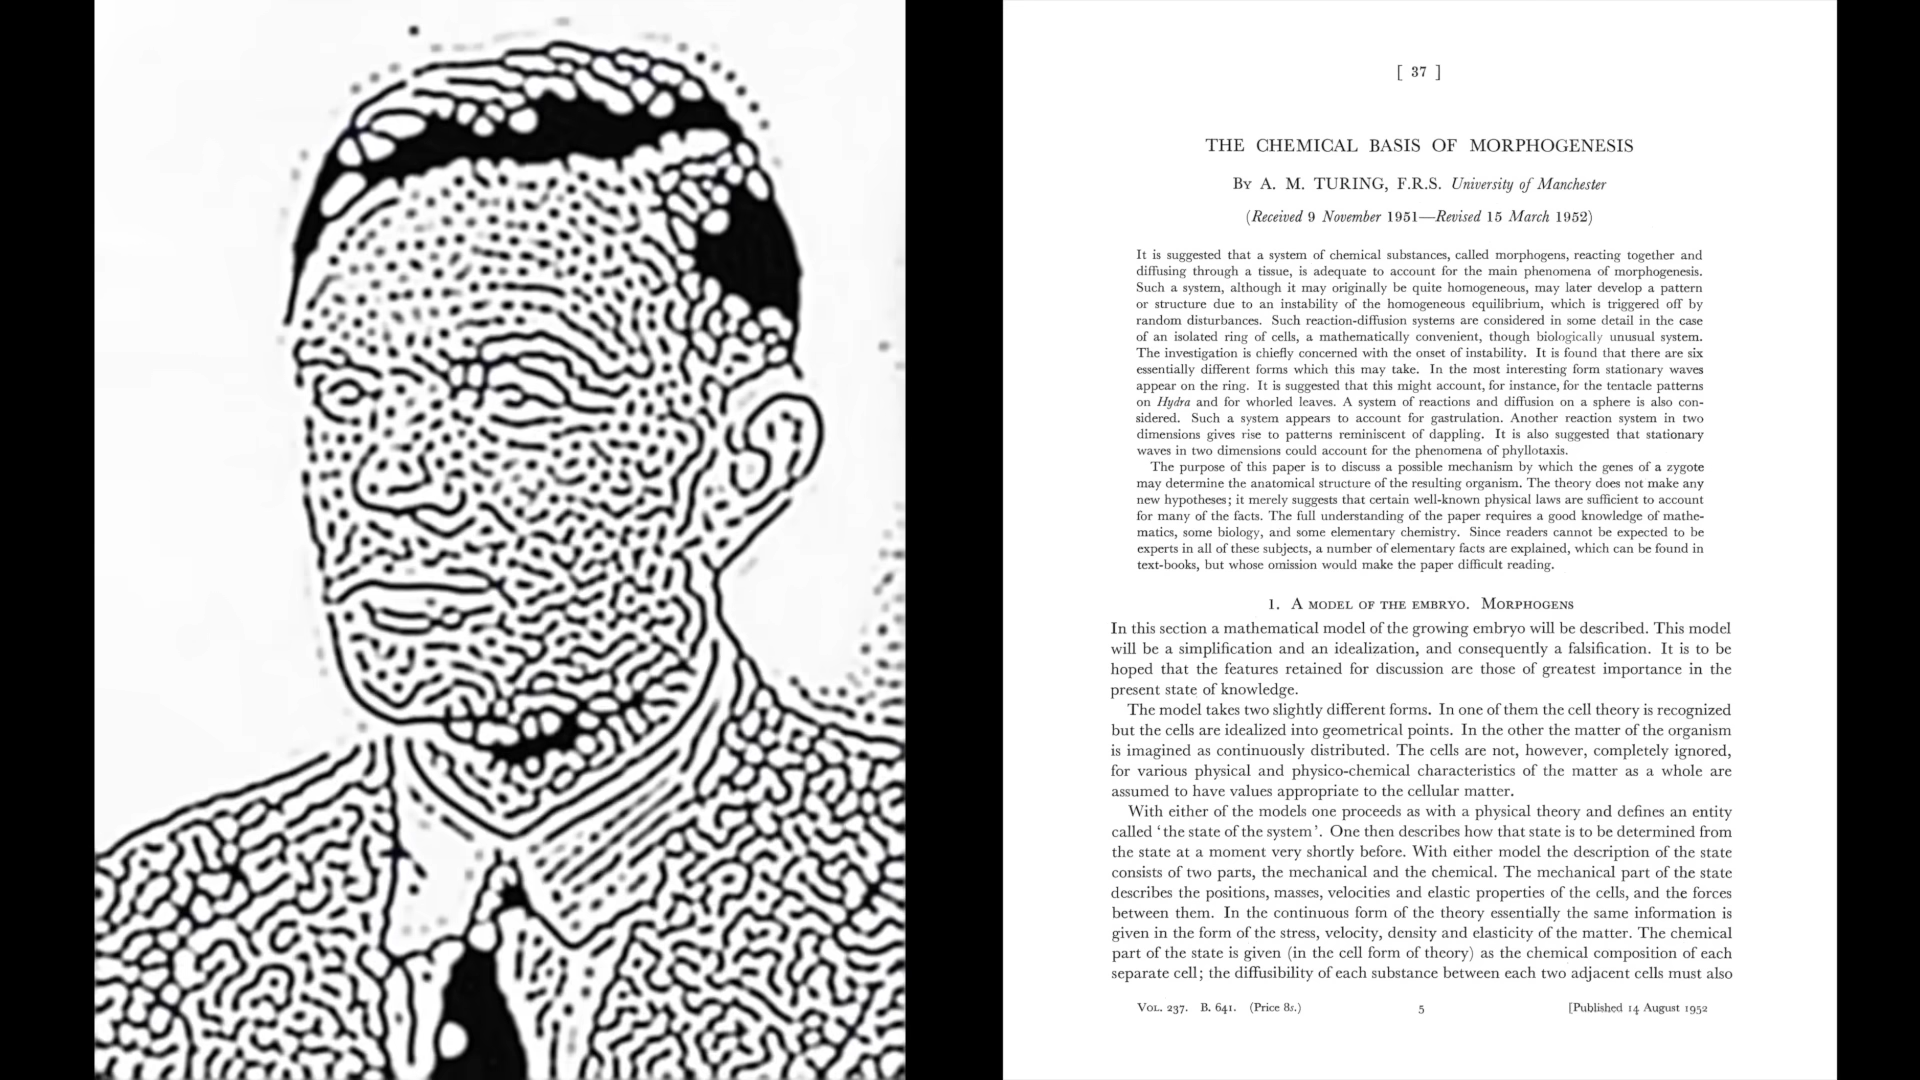 [ 37 ]
THE CHEMICAL BASIS OF MORPHOGENESIS
By A. M. TURING, F.R.S. University of Manchester
(Received 9 November 1951—Revised 15 March 1952)
It is suggested that a system of chemical substances, called morphogens, reacting together and
diffusing through a tissue, is adequate to account for the main phenomena of morphogenesis.
Such a system, although it may originally be quite homogeneous, may later develop a pattern
or structure due to an instability of the homogeneous equilibrium, which is triggered off by
random disturbances. Such reaction-diffusion systems are considered in some detail in the case
of an isolated ring of cells, a mathematically convenient, though biologically unusual system.
The investigation is chiefly concerned with the onset of instability. It is found that there are six
essentially different forms which this may take. In the most interesting form stationary waves
appear on the ring. It is suggested that this might account, for instance, for the tentacle patterns
on Hydra and for whorled leaves. A system of reactions and diffusion on a sphere is also con-
sidered. Such a system appears to account for gastrulation. Another reaction system in two
dimensions gives rise to patterns reminiscent of dappling. It is also suggested that stationary
waves in two dimensions could account for the phenomena of phyllotaxis.
The purpose of this paper is to discuss a possible mechanism by which the genes of a zygote
may determine the anatomical structure of the resulting organism. The theory does not make any
new hypotheses; it merely suggests that certain well-known physical laws are sufficient to account
for many of the facts. The full understanding of the paper requires a good knowledge of mathe-
matics, some biology, and some elementary chemistry. Since readers cannot be expected to be
experts in all of these subjects, a number of elementary facts are explained, which can be found in
text-books, but whose omission would make the paper difficult reading.
1. A model of the embryo. Morphogens
In this section a mathematical model of the growing embryo will be described. This model
will be a simplification and an idealization, and consequently a falsification. It is to be
hoped that the features retained for discussion are those of greatest importance in the
present state of knowledge.
The model takes two slightly different forms. In one of them the cell theory is recognized
but the cells are idealized into geometrical points. In the other the matter of the organism
is imagined as continuously distributed. The cells are not, however, completely ignored,
for various physical and physico-chemical characteristics of the matter as a whole are
assumed to have values appropriate to the cellular matter.
With either of the models one proceeds as with a physical theory and defines an entity
called ‘the state of the system’. One then describes how that state is to be determined from
the state at a moment very shortly before. With either model the description of the state
consists of two parts, the mechanical and the chemical. The mechanical part of the state
describes the positions, masses, velocities and elastic properties of the cells, and the forces
between them. In the continuous form of the theory essentially the same information is
given in the form of the stress, velocity, density and elasticity of the matter. The chemical
part of the state is given (in the cell form of theory) as the chemical composition of each
separate cell; the diffusibility of each substance between each two adjacent cells must also
Vol. 237. B. 641. (Price 8s.) 5 [Published 14 August 1952